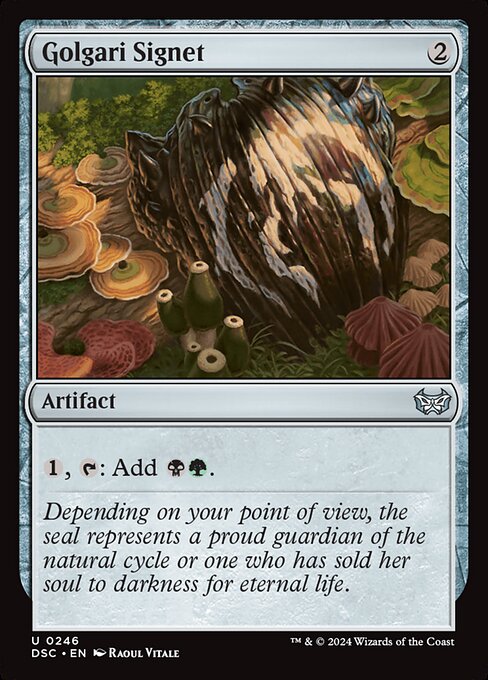 Golgari Signet 2
Artifact
1, : Add .
Depending on your point of view, the
seal represents a proud guardian of the
natural cycle or one who has sold her
soul to darkness for eternal life.
U 0246
DSC • EN Raoul Vitale
™ & © 2024 Wizards of the Coast